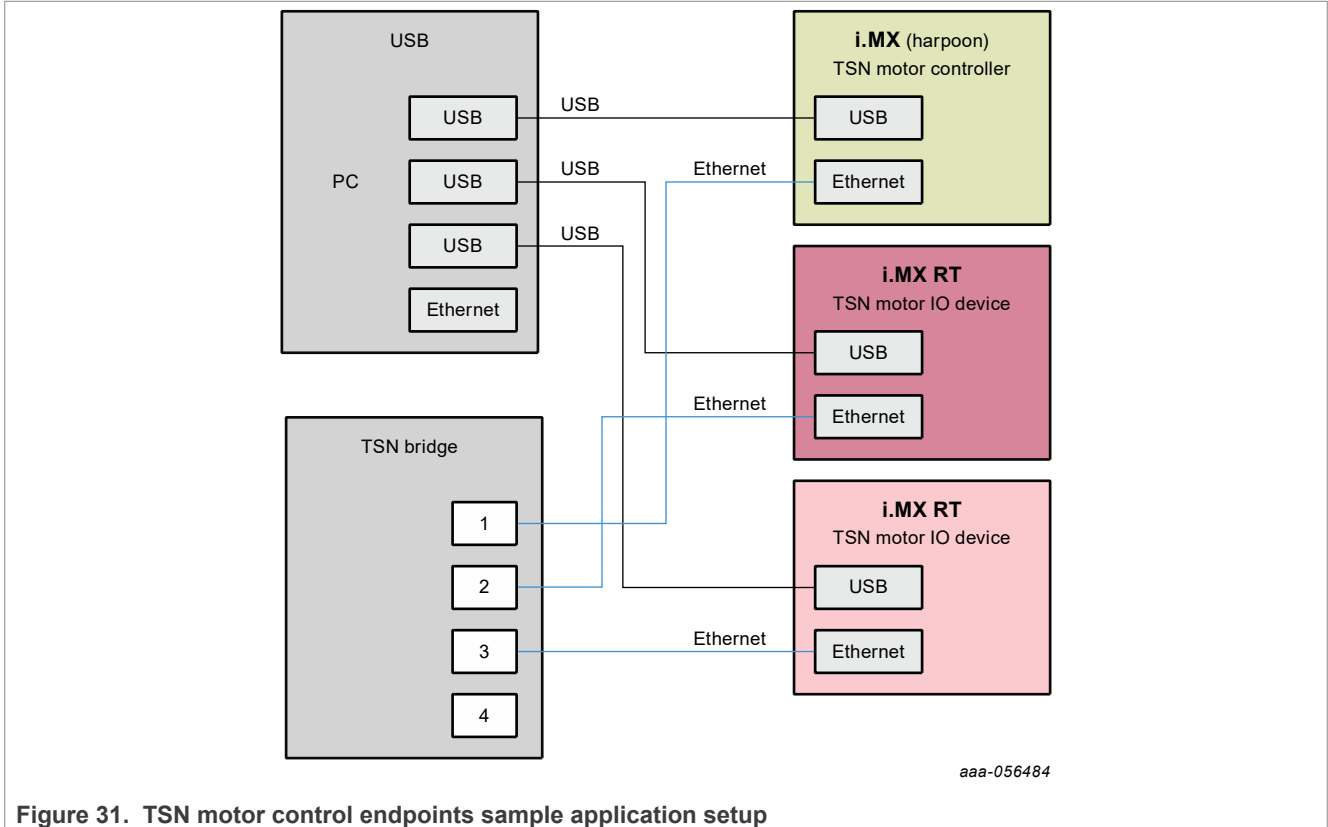 USB
USB
USB
PC
USB
USB
USB
USB
Ethernet
i.MX (harpoon)
TSN motor controller
USB
Ethernet
Ethernet
i.MX RT
TSN motor IO device
USB
Ethernet
Ethernet
TSN bridge
1
2
3
4
i.MX RT
TSN motor IO device
USB
Ethernet
Ethernet
aaa-056484
Figure 31. TSN motor control endpoints sample application setup